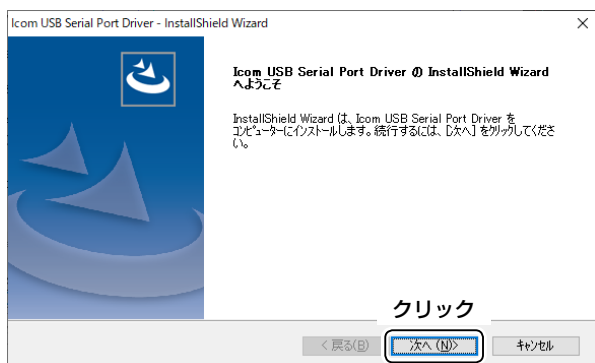 Icom USB Serial Port Driver - InstallShield Wizard
Icom USB Serial Port Driver の InstallShield Wizard
へようこそ
InstallShield Wizard は、Icom USB Serial Port Driver を
コンピューターにインストールします。続行するには、[次へ] をクリックしてくださ
い。
クリック
< 戻る(B)
次へ (N)>
キャンセル